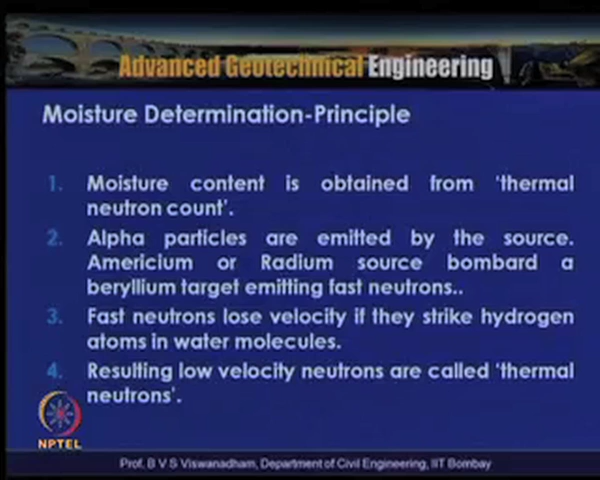 Advanced Geotechnical Engineering
Moisture Determination-Principle
1. Moisture content is obtained from 'thermal
neutron count'.
2. Alpha particles are emitted by the source.
Americium or Radium source bombard a
beryllium target emitting fast neutrons..
3. Fast neutrons lose velocity if they strike hydrogen
atoms in water molecules.
4. Resulting low velocity neutrons are called 'thermal
neutrons'.
NPTEL
Prof. B V S Viswanadham, Department of Civil Engineering, IIT Bombay